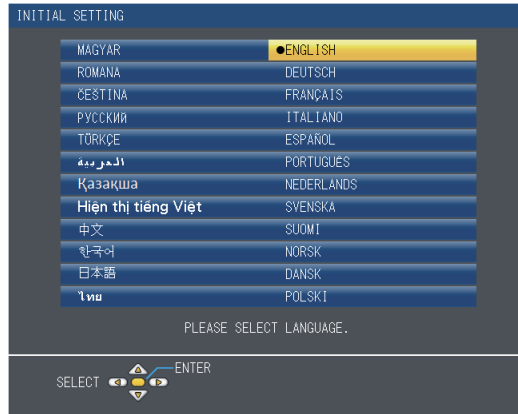 INITIAL SETTING
MAGYAR ●ENGLISH
ROMANA DEUTSCH
ČEŠTINA FRANÇAIS
РУССКИЙ ITALIANO
TÜRKÇE ESPAÑOL
العربية PORTUGUÊS
Қазақша NEDERLANDS
Hiện thị tiếng Việt SVENSKA
中文 SUOMI
한국어 NORSK
日本語 DANSK
ไทย POLSKI
PLEASE SELECT LANGUAGE.
ENTER
SELECT